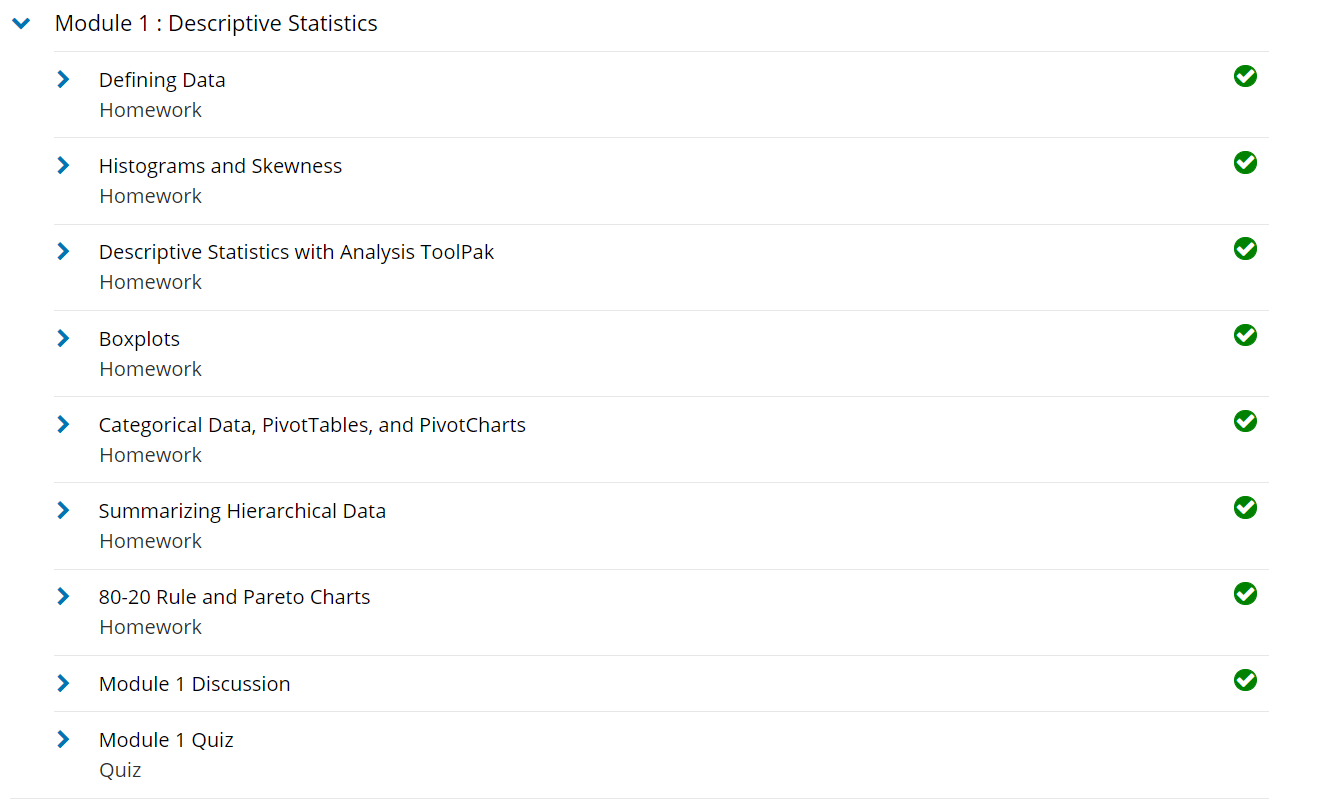 Module 1 : Descriptive Statistics
Defining Data
Homework
Histograms and Skewness
Homework
Descriptive Statistics with Analysis ToolPak
Homework
Boxplots
Homework
Categorical Data, PivotTables, and PivotCharts
Homework
Summarizing Hierarchical Data
Homework
80-20 Rule and Pareto Charts
Homework
Module 1 Discussion
Module 1 Quiz
Quiz